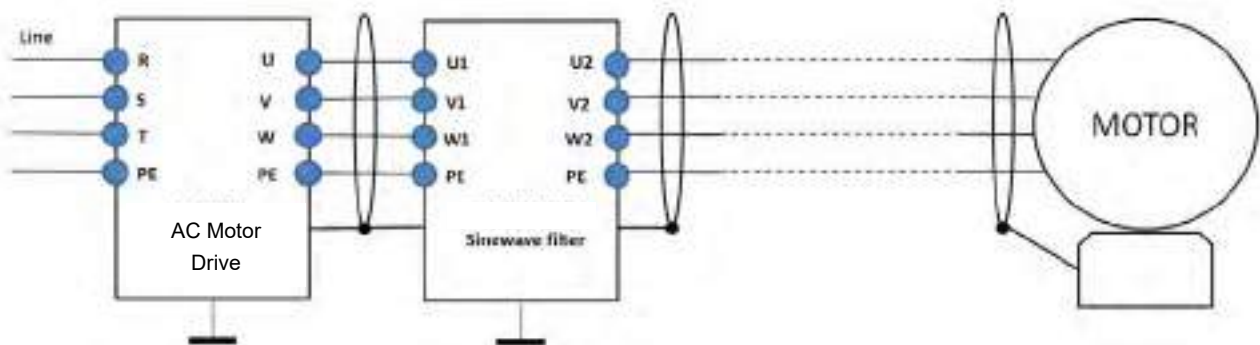 Line
R U U1 U2
S V V1 V2
T W W1 W2
PE PE PE PE
MOTOR
AC Motor
Drive
Sinewave filter